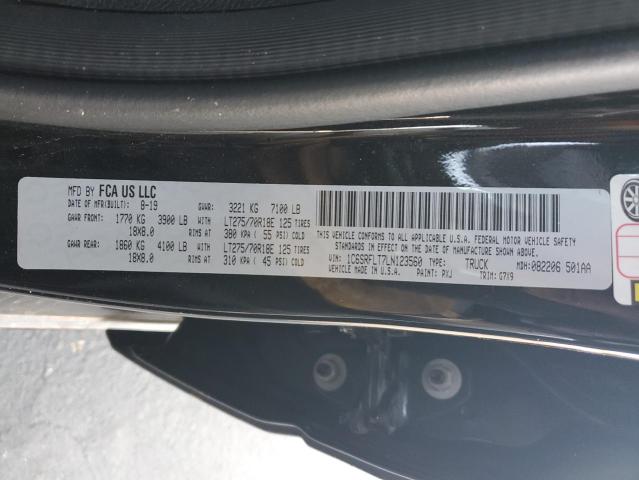 MFD BY FCA US LLC
DATE OF MFR(BUILT): 8-19 GVWR: 3221 KG 7100 LB
GAWR FRONT: 1770 KG 3900 LB WITH LT275/70R18E 125 TIRES
18X8.0 RIMS AT 380 KPA ( 55 PSI) COLD
GAWR REAR: 1860 KG 4100 LB WITH LT275/70R18E 125 TIRES
18X8.0 RIMS AT 310 KPA ( 45 PSI) COLD
THIS VEHICLE CONFORMS TO ALL APPLICABLE U.S.A. FEDERAL MOTOR VEHICLE SAFETY
STANDARDS IN EFFECT ON THE DATE OF MANUFACTURE SHOWN ABOVE.
VIN: 1C6SRFLT7LN123560 TRUCK MDH: 082206 501AA
VEHICLE MADE IN U.S.A. PAINT: PXJ TRIM: G7X9